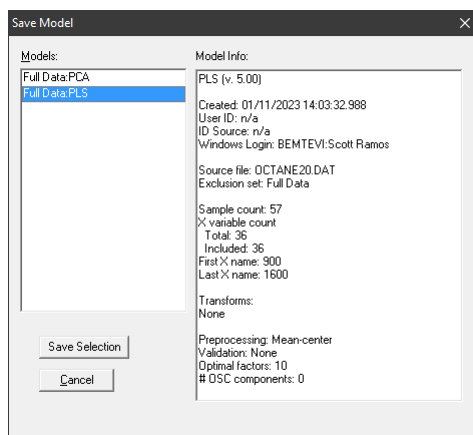 Save Model
Models:
Full Data:PCA
Full Data:PLS
Save Selection
Cancel
Model Info:
PLS (v. 5.00)
Created: 01/11/2023 14:03:32.988
User ID: n/a
ID Source: n/a
Windows Login: BEMTEVI:Scott Ramos
Source file: OCTANE20.DAT
Exclusion set: Full Data
Sample count: 57
X variable count
Total: 36
Included: 36
First X name: 900
Last X name: 1600
Transforms:
None
Preprocessing: Mean-center
Validation: None
Optimal factors: 10
# OSC components: 0